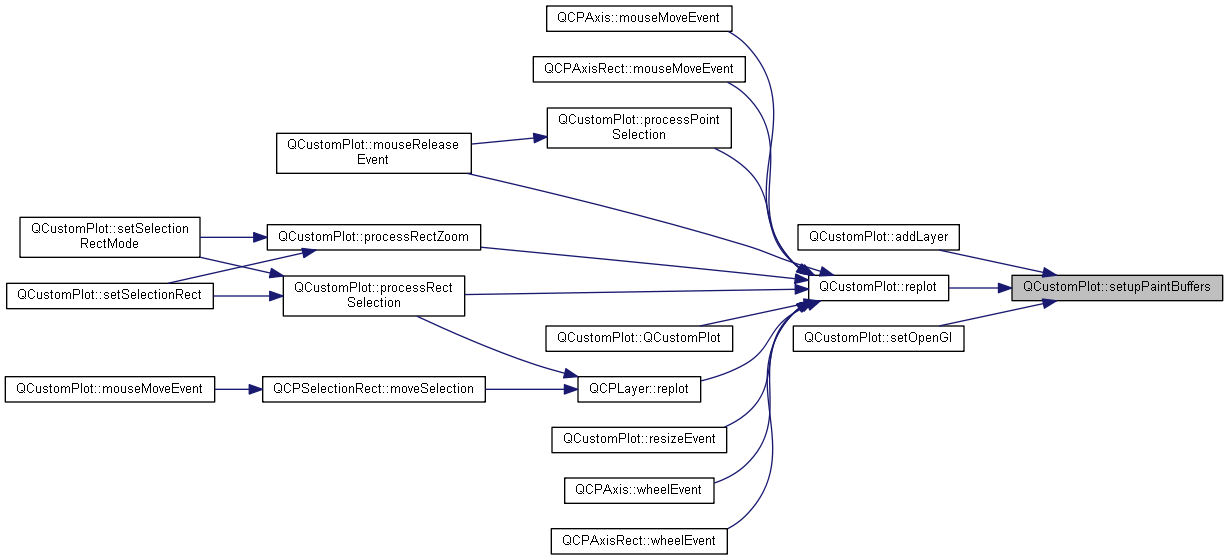 QCPAxis::mouseMoveEvent
QCPAxisRect::mouseMoveEvent
QCustomPlot::processPoint
Selection
QCustomPlot::mouseRelease
Event
QCustomPlot::setSelection
RectMode
QCustomPlot::processRectZoom
QCustomPlot::addLayer
QCustomPlot::setSelectionRect
QCustomPlot::processRect
Selection
QCustomPlot::replot
QCustomPlot::setupPaintBuffers
QCustomPlot::QCustomPlot
QCustomPlot::setOpenGl
QCustomPlot::mouseMoveEvent
QCPSelectionRect::moveSelection
QCPLayer::replot
QCustomPlot::resizeEvent
QCPAxis::wheelEvent
QCPAxisRect::wheelEvent